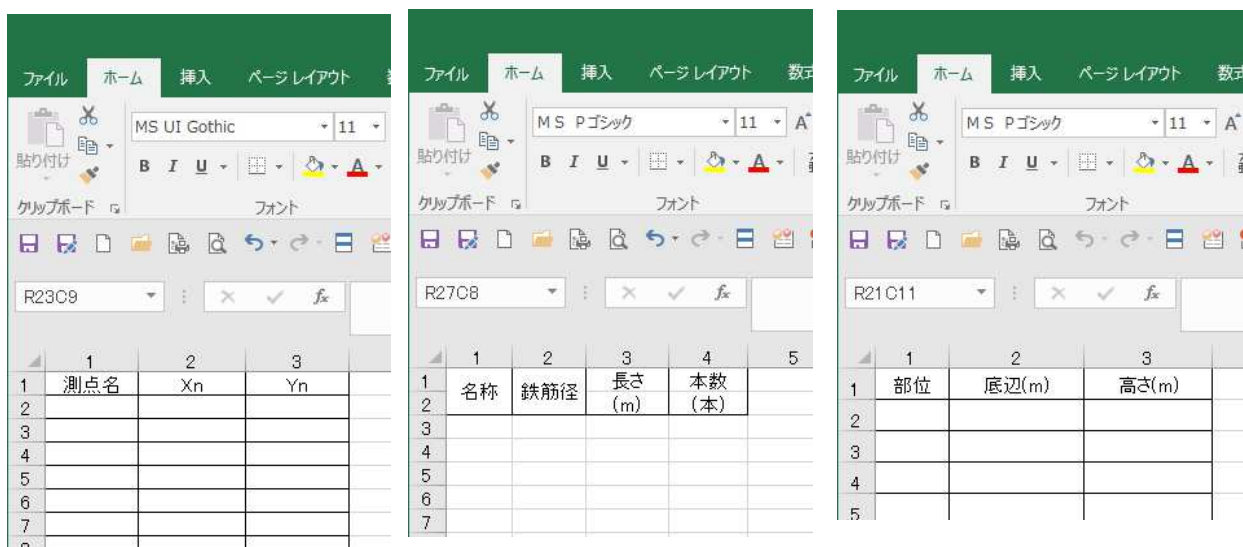 ファイル ホーム 挿入 ページ レイアウト
貼り付け
MS UI Gothic 11
B I U A
クリップボード フォント
R23C9 fx
1 2 3
1 測点名 Xn Yn
2
3
4
5
6
7
ファイル ホーム 挿入 ページ レイアウト 数式
貼り付け
MS Pゴシック 11 A
B I U A
クリップボード フォント
R27C8 fx
1 2 3 4 5
1 名称 鉄筋径 長さ 本数
2 (m) (本)
3
4
5
6
7
ファイル ホーム 挿入 ページ レイアウト 数式
貼り付け
MS Pゴシック 11 A
B I U A
クリップボード フォント
R21C11 fx
1 2 3
1 部位 底辺(m) 高さ(m)
2
3
4
5